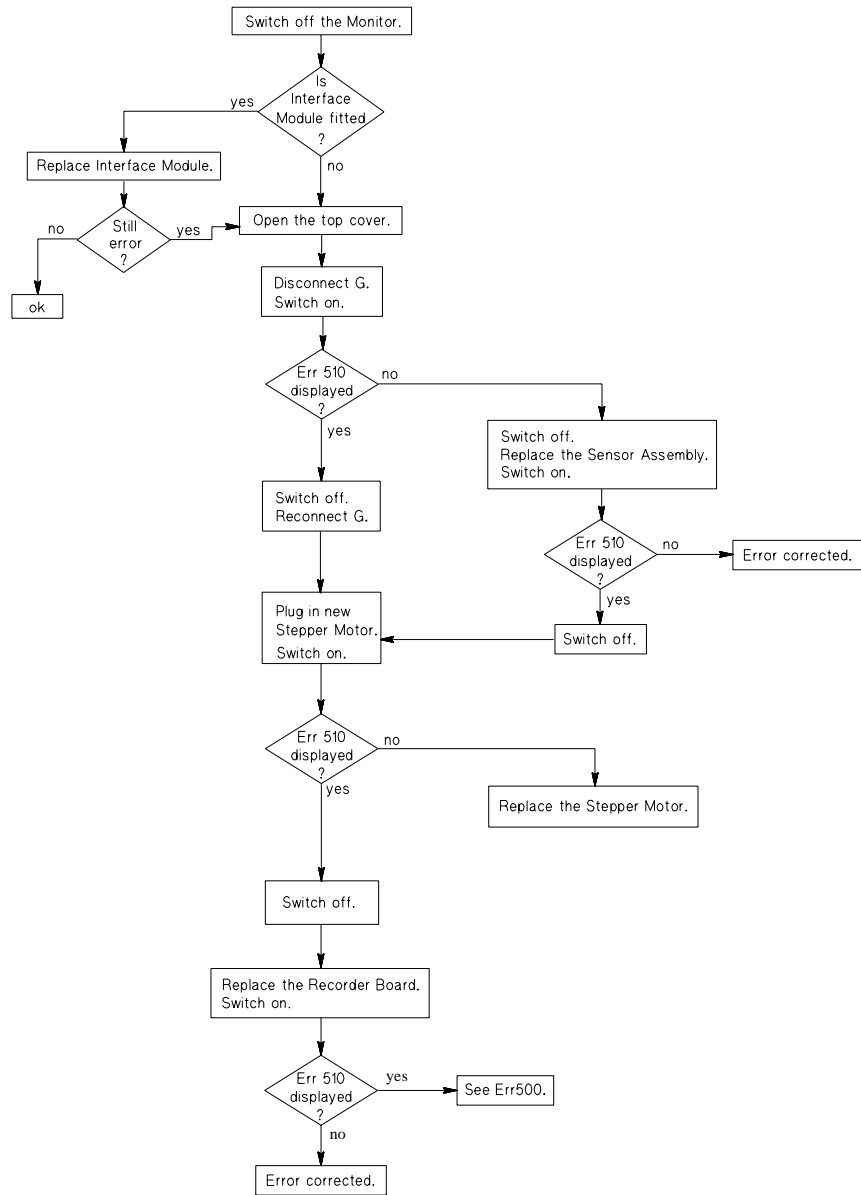 Switch off the Monitor.
Is
Interface
Module fitted
?
yes
no
Replace Interface Module.
Still
error
?
no
yes
ok
Open the top cover.
Disconnect G.
Switch on.
Err 510
displayed
?
no
yes
Switch off.
Replace the Sensor Assembly.
Switch on.
Switch off.
Reconnect G.
Err 510
displayed
?
no
yes
Error corrected.
Switch off.
Plug in new
Stepper Motor.
Switch on.
Err 510
displayed
?
no
yes
Replace the Stepper Motor.
Switch off.
Replace the Recorder Board.
Switch on.
Err 510
displayed
?
yes
no
See Err500.
Error corrected.